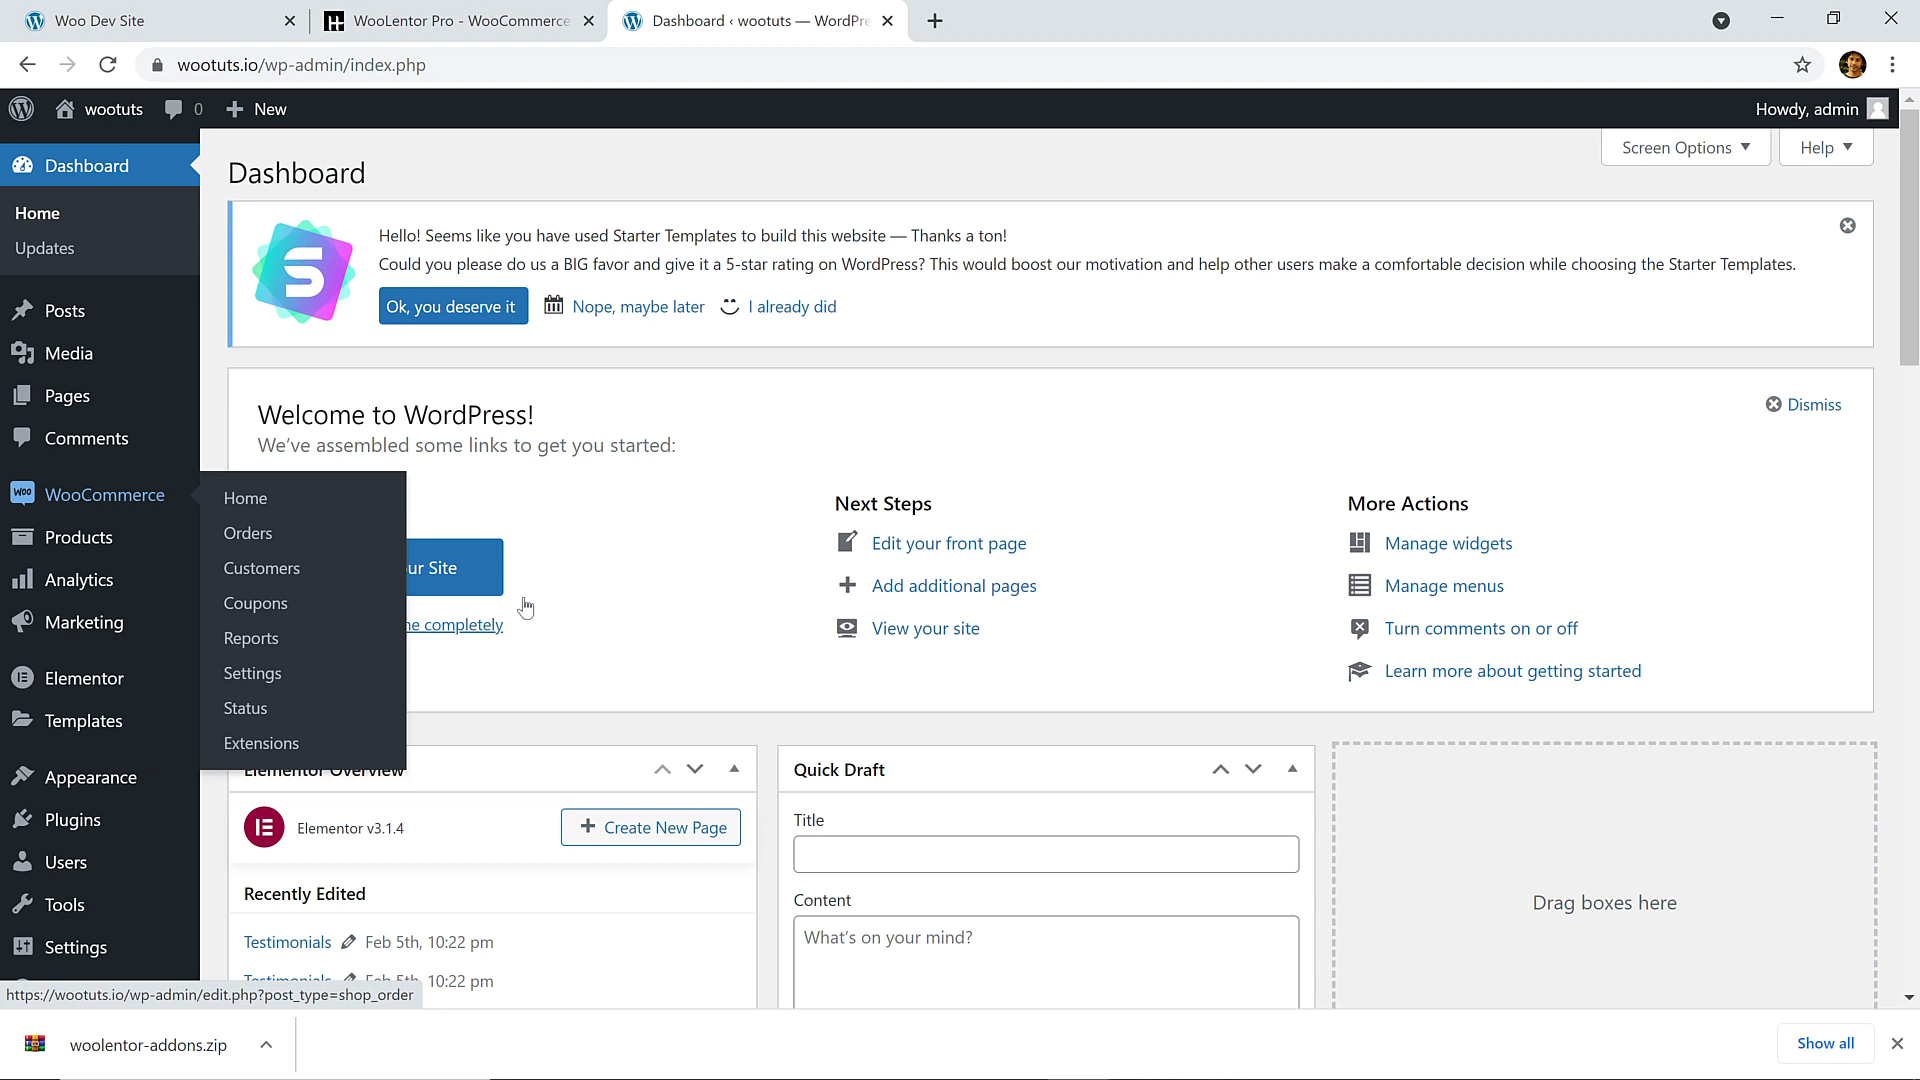 Woo Dev Site
WooLentor Pro - WooCommerce
Dashboard ‹ wootuts — WordPre
wootuts.io/wp-admin/index.php
wootuts
0
New
Howdy, admin
Dashboard
Home
Updates
Posts
Media
Pages
Comments
WooCommerce
Products
Analytics
Marketing
Elementor
Templates
Appearance
Plugins
Users
Tools
Settings
Home
Orders
Customers
Coupons
Reports
Settings
Status
Extensions
Screen Options
Help
Dashboard
Hello! Seems like you have used Starter Templates to build this website — Thanks a ton!
Could you please do us a BIG favor and give it a 5-star rating on WordPress? This would boost our motivation and help other users make a comfortable decision while choosing the Starter Templates.
Ok, you deserve it
Nope, maybe later
I already did
Welcome to WordPress!
We've assembled some links to get you started:
Dismiss
ur Site
e completely
Next Steps
Edit your front page
Add additional pages
View your site
More Actions
Manage widgets
Manage menus
Turn comments on or off
Learn more about getting started
Elementor Overview
Elementor v3.1.4
Create New Page
Recently Edited
Testimonials Feb 5th, 10:22 pm
Testimonials Feb 5th, 10:22 pm
Quick Draft
Title
Content
What's on your mind?
Drag boxes here
https://wootuts.io/wp-admin/edit.php?post_type=shop_order
woolentor-addons.zip
Show all